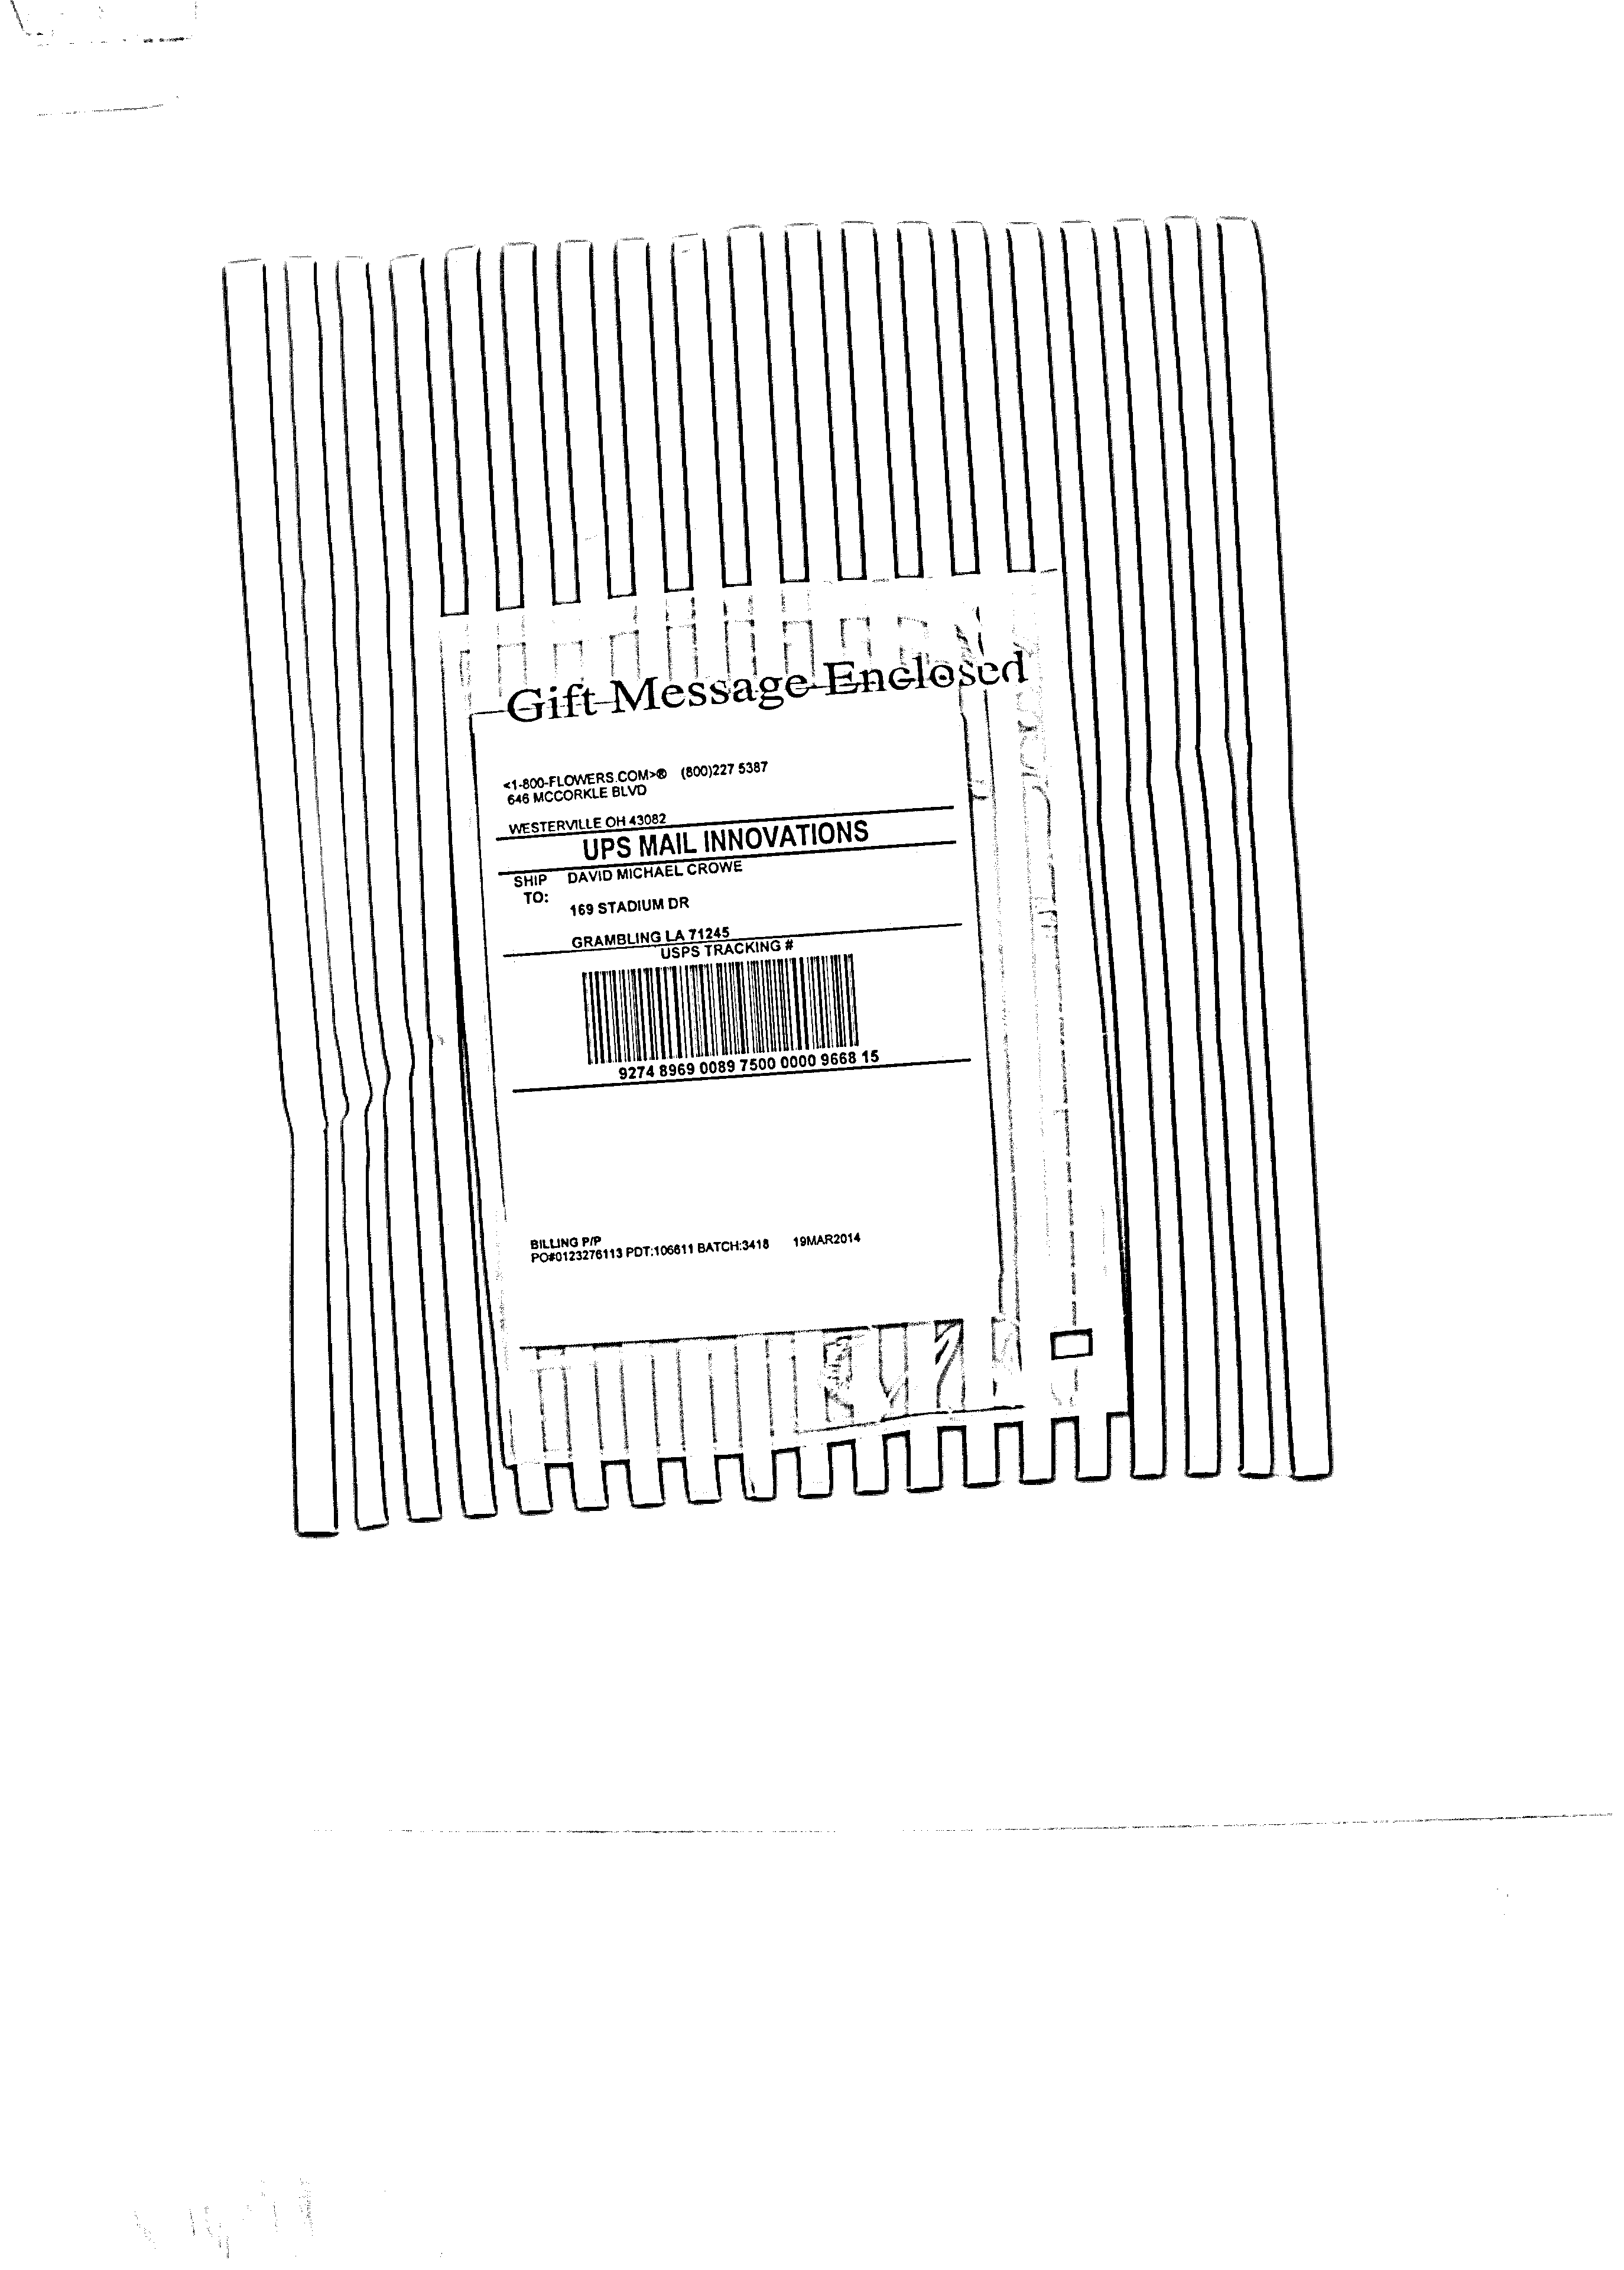 Gift Message Enclosed
<1-800-FLOWERS.COM>® (800)227 5387
646 MCCORKLE BLVD
WESTERVILLE OH 43082
UPS MAIL INNOVATIONS
SHIP DAVID MICHAEL CROWE
TO:
169 STADIUM DR
GRAMBLING LA 71245
USPS TRACKING #
9274 8969 0089 7500 0000 9668 15
BILLING P/P
PO#0123276113 PDT:106611 BATCH:3418 19MAR2014